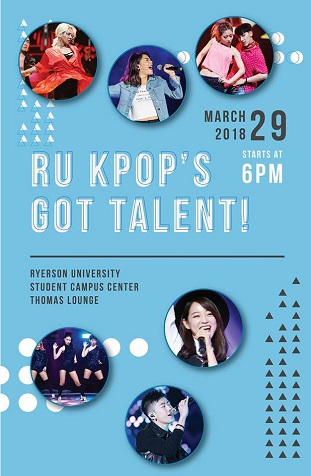 MARCH 29
2018
STARTS AT
6PM
RU KPOP'S
GOT TALENT!
RYERSON UNIVERSITY
STUDENT CAMPUS CENTER
THOMAS LOUNGE